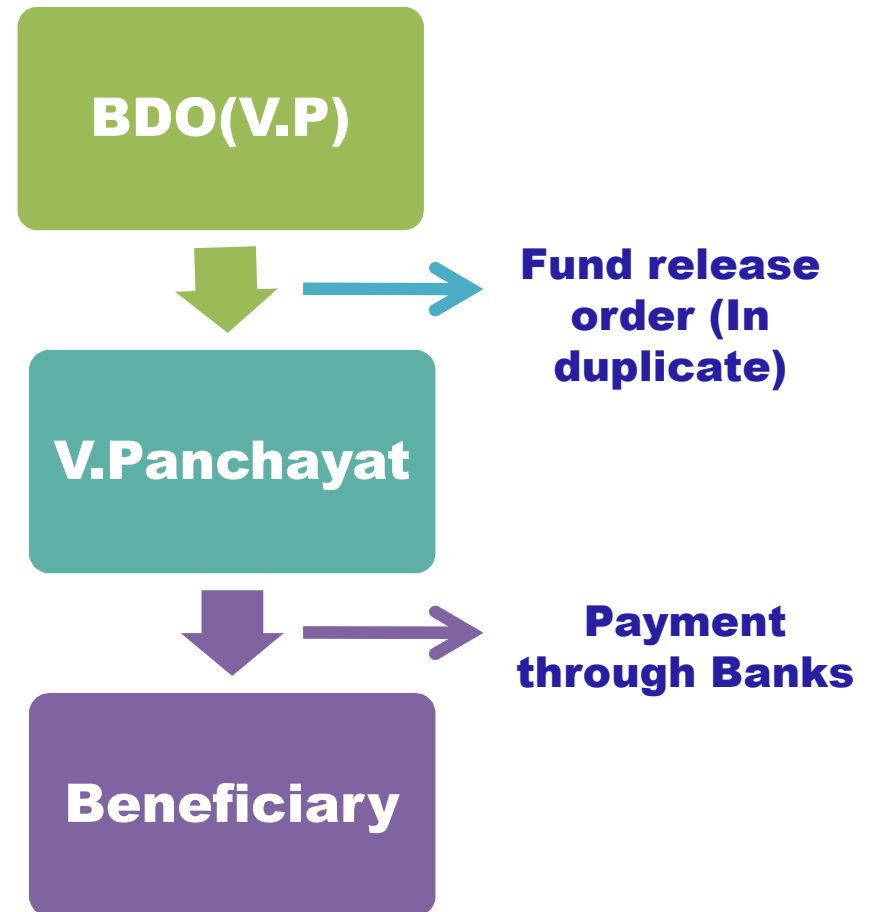 BDO(V.P)
Fund release
order (In
duplicate)
V.Panchayat
Payment
through Banks
Beneficiary